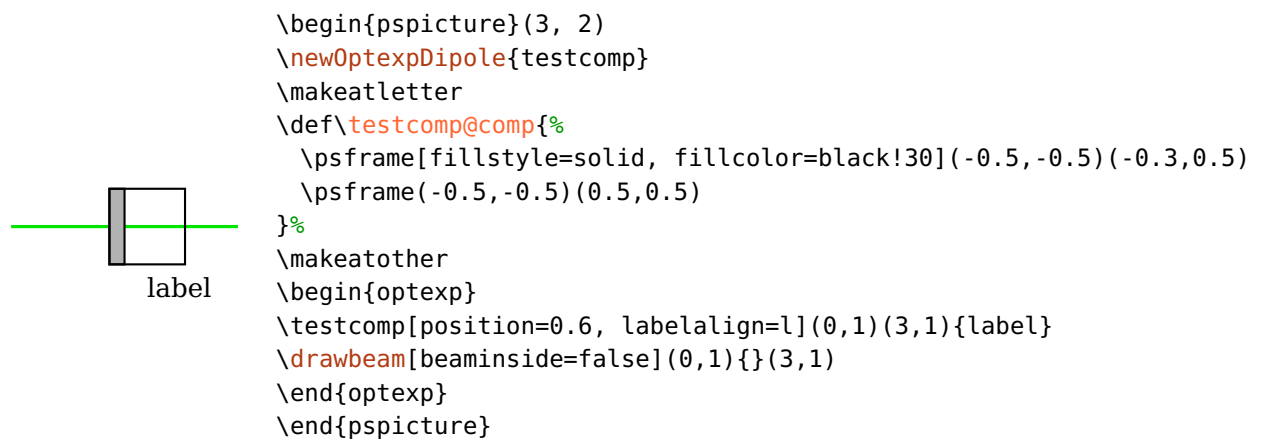 \begin{pspicture}(3, 2)
\newOptexpDipole{testcomp}
\makeatletter
\def\testcomp@comp{%
  \psframe[fillstyle=solid, fillcolor=black!30](-0.5,-0.5)(-0.3,0.5)
  \psframe(-0.5,-0.5)(0.5,0.5)
}%
\makeatother
\begin{optexp}
\testcomp[position=0.6, labelalign=l](0,1)(3,1){label}
\drawbeam[beaminside=false](0,1){}(3,1)
\end{optexp}
\end{pspicture}
label